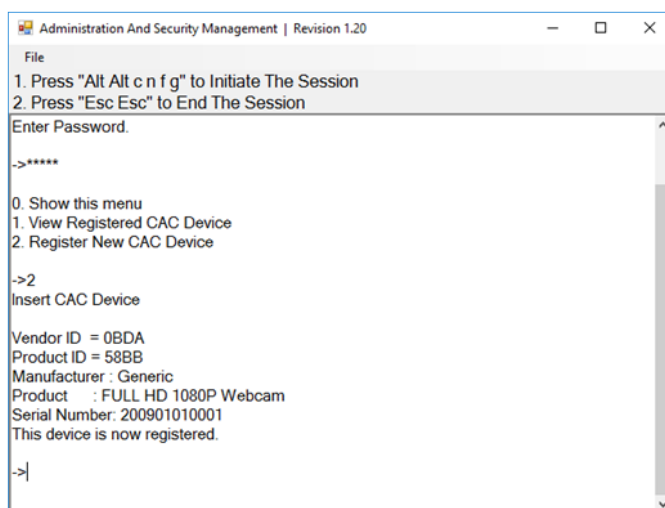 Administration And Security Management | Revision 1.20
File
1. Press "Alt Alt c n f g" to Initiate The Session
2. Press "Esc Esc" to End The Session
Enter Password.
->*****
0. Show this menu
1. View Registered CAC Device
2. Register New CAC Device
->2
Insert CAC Device
Vendor ID  = 0BDA
Product ID = 58BB
Manufacturer : Generic
Product      : FULL HD 1080P Webcam
Serial Number: 200901010001
This device is now registered.
->